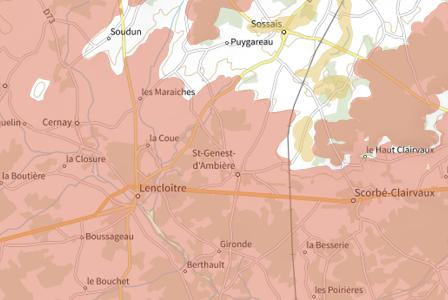 D73
Soudun
Sossais
Puygareau
les Maraiches
Cernay
la Coue
le Haut Clairvaux
la Closure
St-Genest-
d'Ambière
la Boutière
Lencloître
Scorbé-Clairvaux
Boussageau
Gironde
la Besserie
Berthault
le Bouchet
les Poirières